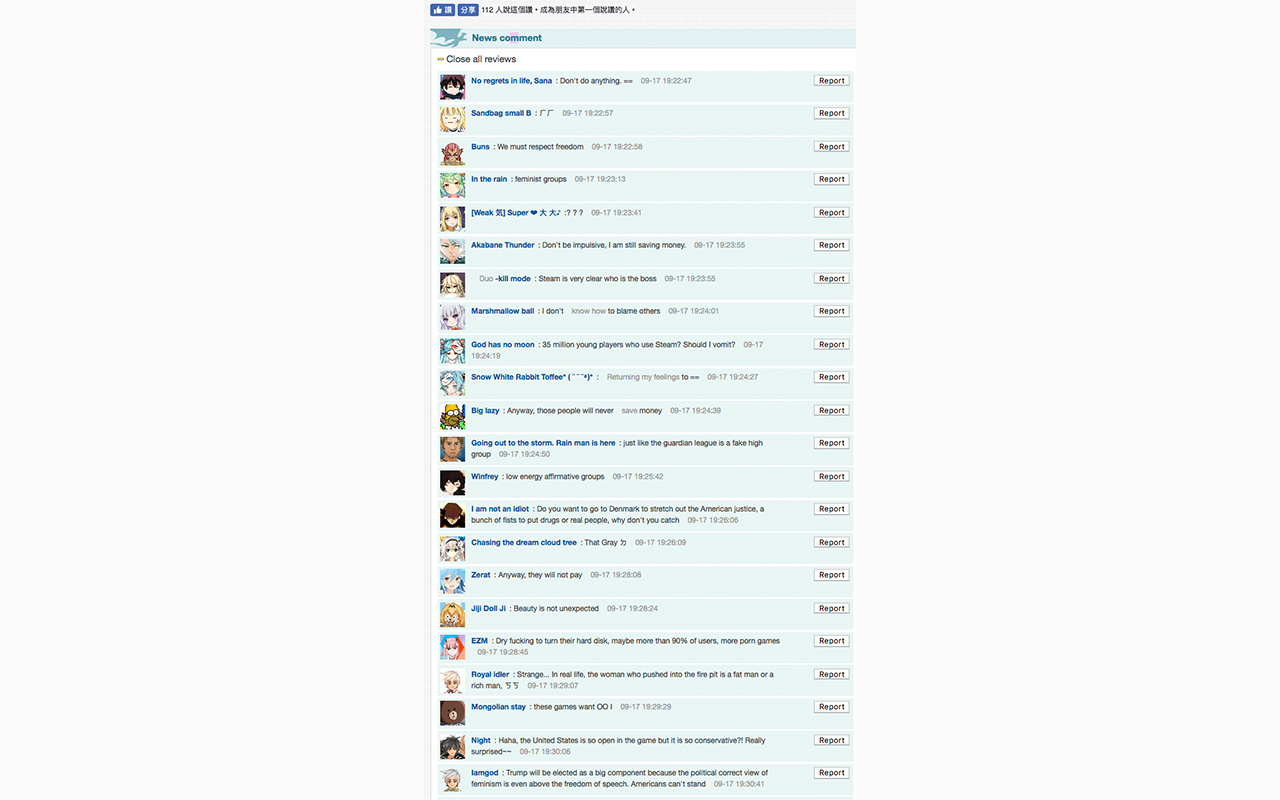 讚 分享 112 人說這個讚。成為朋友中第一個說讚的人。
News comment
Close all reviews
No regrets in life, Sana : Don't do anything. == 09-17 19:22:47 Report
Sandbag small B : ㄏㄏ 09-17 19:22:57 Report
Buns : We must respect freedom 09-17 19:22:58 Report
In the rain : feminist groups 09-17 19:23:13 Report
[Weak 気] Super ❤ 大 大♪ :? ? ? 09-17 19:23:41 Report
Akabane Thunder : Don't be impulsive, I am still saving money. 09-17 19:23:55 Report
Duo -kill mode : Steam is very clear who is the boss 09-17 19:23:55 Report
Marshmallow ball : I don't know how to blame others 09-17 19:24:01 Report
God has no moon : 35 million young players who use Steam? Should I vomit? 09-17 Report
19:24:19
Snow White Rabbit Toffee* (˘ˉ˘*)* : Returning my feelings to == 09-17 19:24:27 Report
Big lazy : Anyway, those people will never save money 09-17 19:24:39 Report
Going out to the storm. Rain man is here : just like the guardian league is a fake high Report
group 09-17 19:24:50
Winfrey : low energy affirmative groups 09-17 19:25:42 Report
I am not an idiot : Do you want to go to Denmark to stretch out the American justice, a Report
bunch of fists to put drugs or real people, why don't you catch 09-17 19:26:06
Chasing the dream cloud tree : That Gray ㄌ 09-17 19:26:09 Report
Zerat : Anyway, they will not pay 09-17 19:28:08 Report
Jiji Doll Ji : Beauty is not unexpected 09-17 19:28:24 Report
EZM : Dry fucking to turn their hard disk, maybe more than 90% of users, more porn games Report
09-17 19:28:45
Royal idler : Strange... In real life, the woman who pushed into the fire pit is a fat man or a Report
rich man, ㄎㄎ 09-17 19:29:07
Mongolian stay : these games want OO I 09-17 19:29:29 Report
Night : Haha, the United States is so open in the game but it is so conservative?! Really Report
surprised~~ 09-17 19:30:06
Iamgod : Trump will be elected as a big component because the political correct view of Report
feminism is even above the freedom of speech. Americans can't stand 09-17 19:30:41